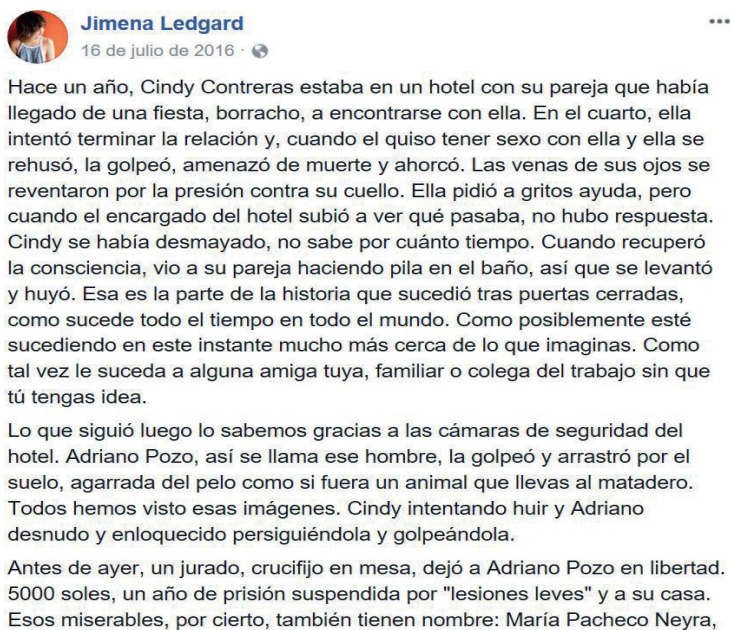 Jimena Ledgard
16 de julio de 2016 ·
Hace un año, Cindy Contreras estaba en un hotel con su pareja que había
llegado de una fiesta, borracho, a encontrarse con ella. En el cuarto, ella
intentó terminar la relación y, cuando el quiso tener sexo con ella y ella se
rehusó, la golpeó, amenazó de muerte y ahorcó. Las venas de sus ojos se
reventaron por la presión contra su cuello. Ella pidió a gritos ayuda, pero
cuando el encargado del hotel subió a ver qué pasaba, no hubo respuesta.
Cindy se había desmayado, no sabe por cuánto tiempo. Cuando recuperó
la consciencia, vio a su pareja haciendo pila en el baño, así que se levantó
y huyó. Esa es la parte de la historia que sucedió tras puertas cerradas,
como sucede todo el tiempo en todo el mundo. Como posiblemente esté
sucediendo en este instante mucho más cerca de lo que imaginas. Como
tal vez le suceda a alguna amiga tuya, familiar o colega del trabajo sin que
tú tengas idea.
Lo que siguió luego lo sabemos gracias a las cámaras de seguridad del
hotel. Adriano Pozo, así se llama ese hombre, la golpeó y arrastró por el
suelo, agarrada del pelo como si fuera un animal que llevas al matadero.
Todos hemos visto esas imágenes. Cindy intentando huir y Adriano
desnudo y enloquecido persiguiéndola y golpeándola.
Antes de ayer, un jurado, crucifijo en mesa, dejó a Adriano Pozo en libertad.
5000 soles, un año de prisión suspendida por "lesiones leves" y a su casa.
Esos miserables, por cierto, también tienen nombre: María Pacheco Neyra,